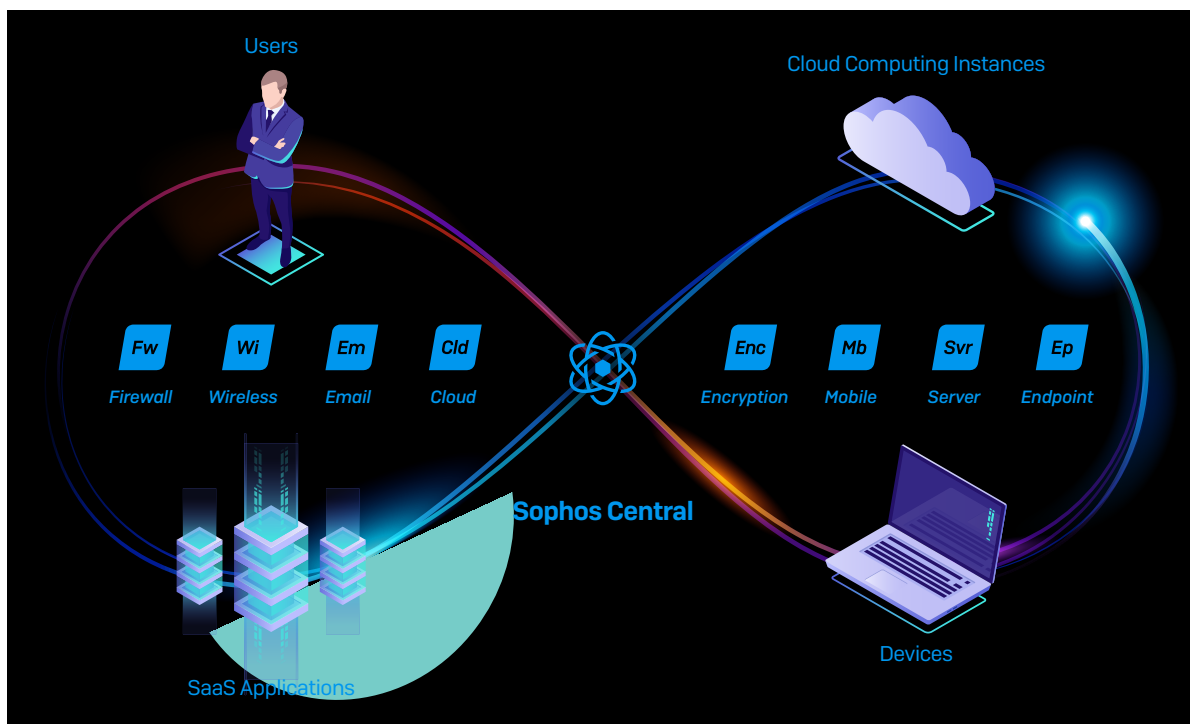 Users
Cloud Computing Instances
Fw
Wi
Em
Cld
Enc
Mb
Svr
Ep
Firewall
Wireless
Email
Cloud
Encryption
Mobile
Server
Endpoint
Sophos Central
Devices
SaaS Applications